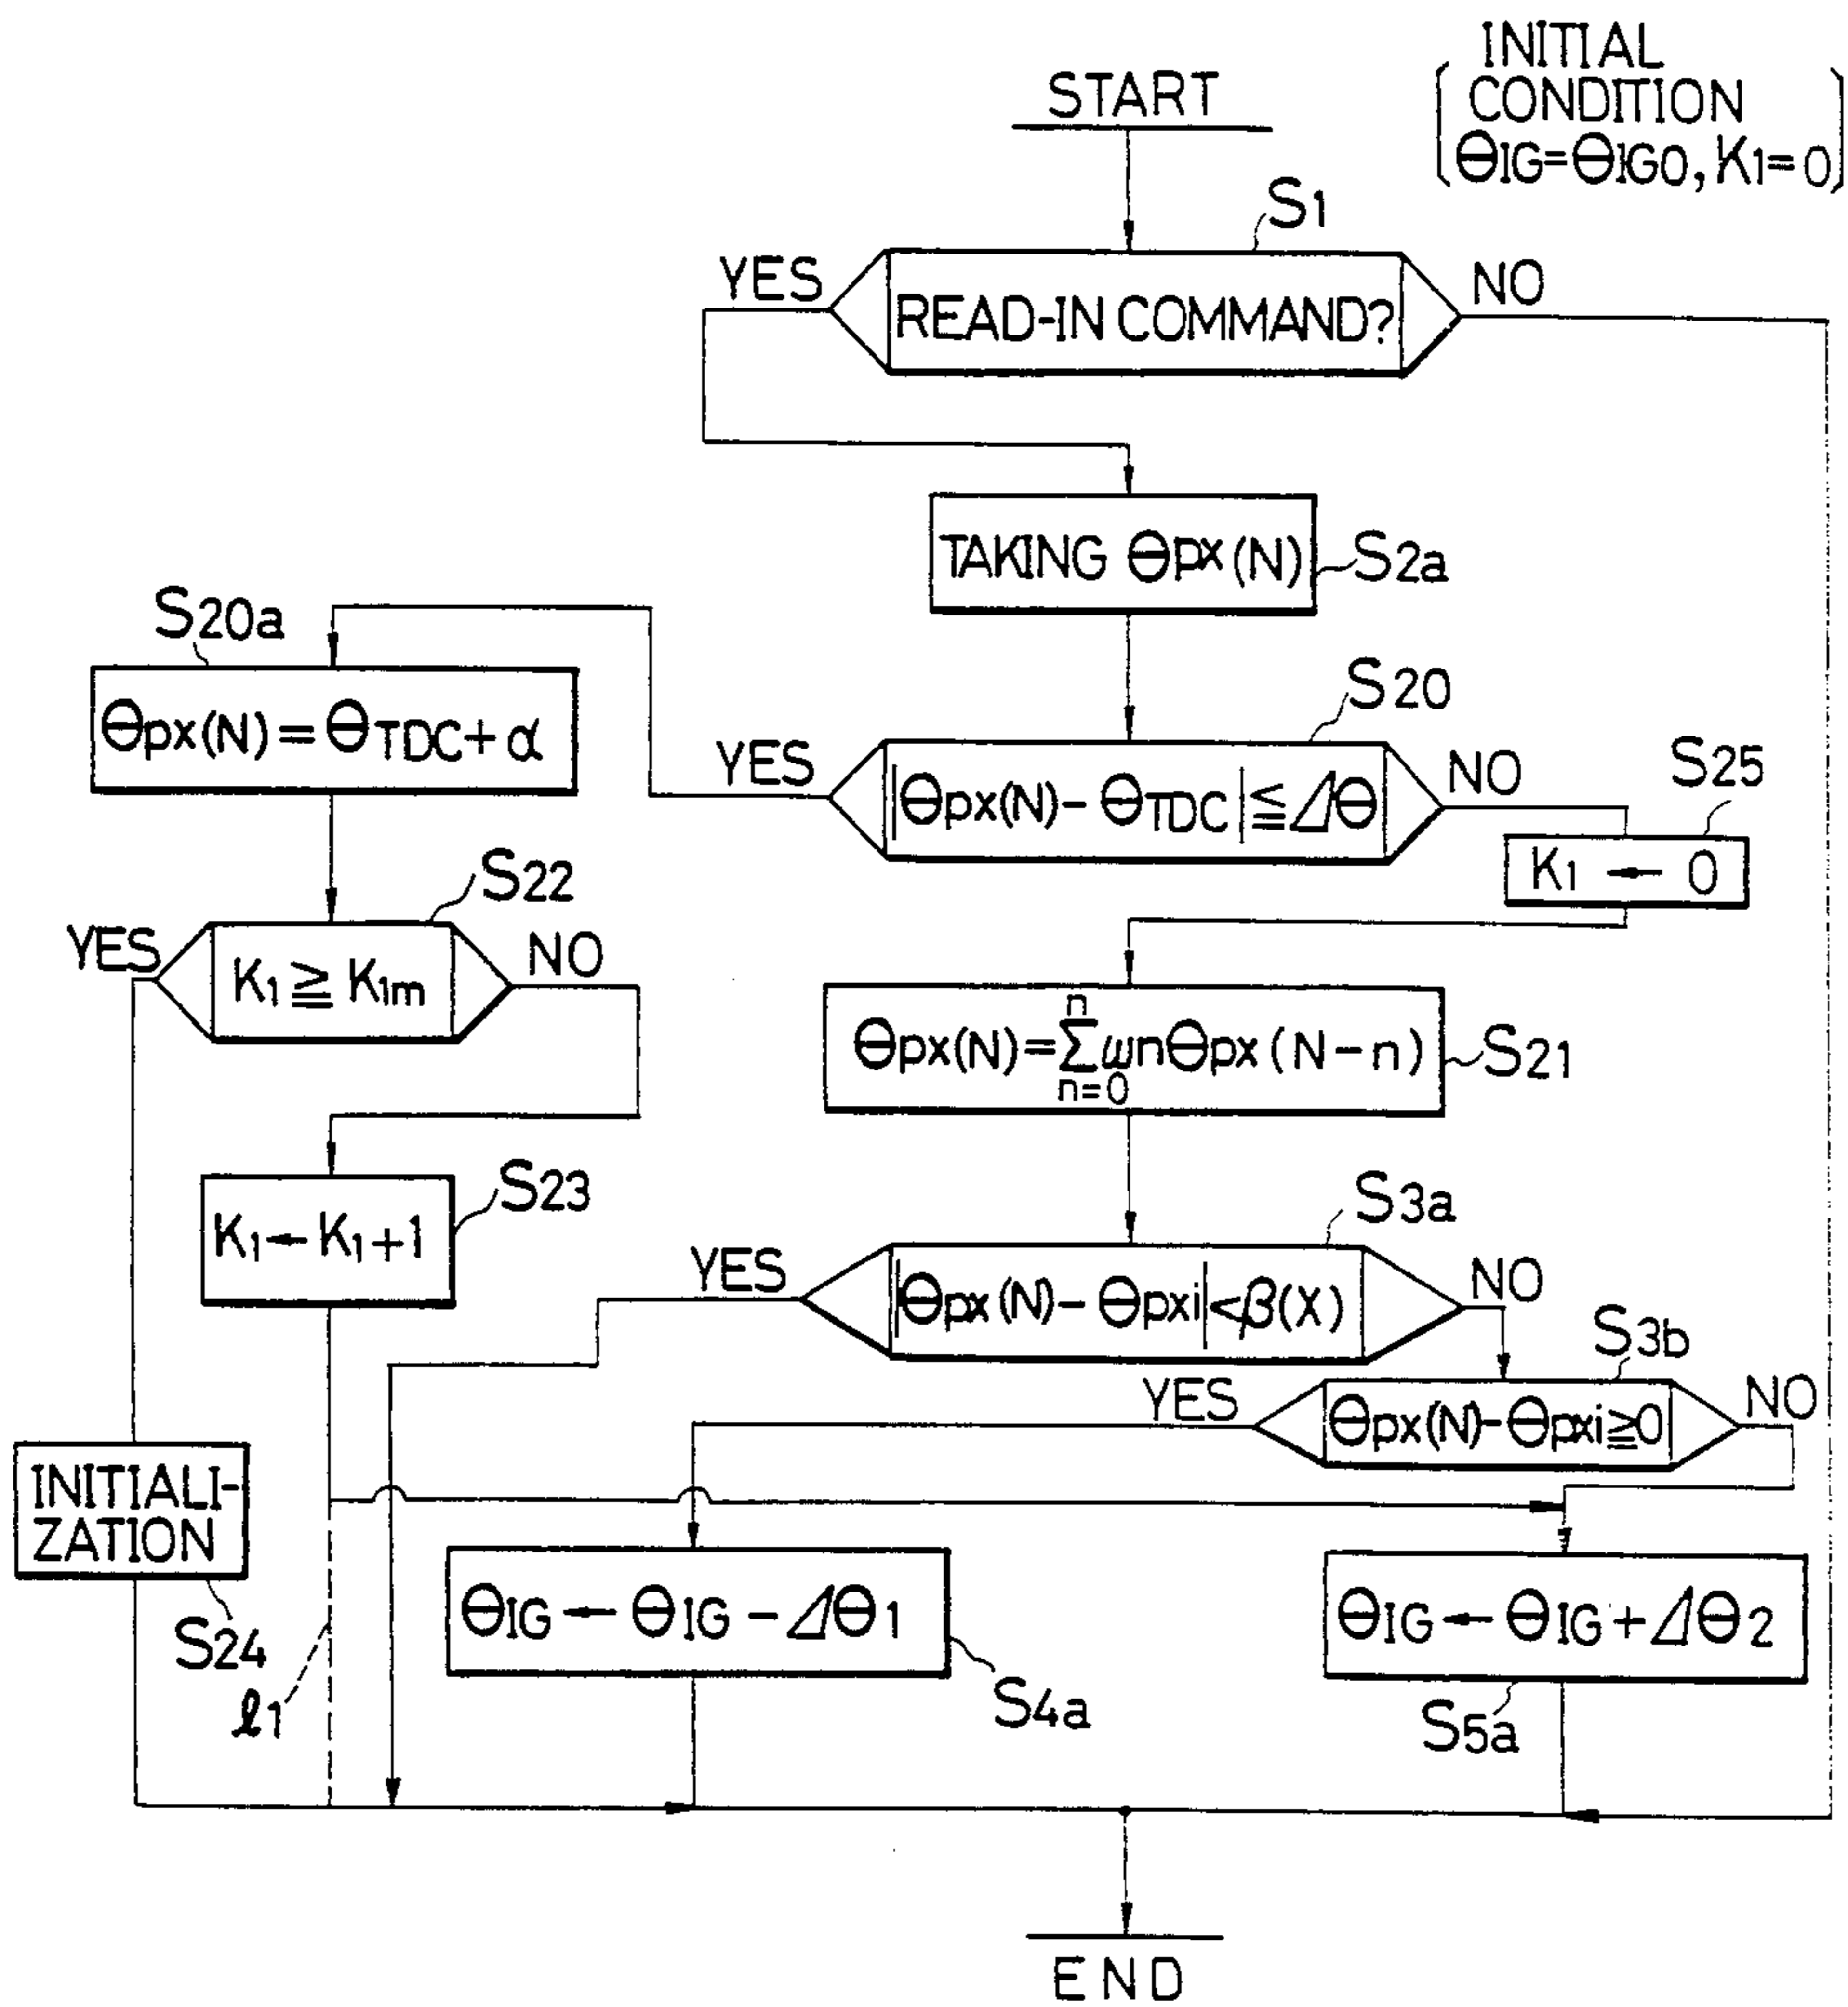 INITIAL
CONDITION
ΘIG=ΘIG0, K1=0
START
S1
YES
READ-IN COMMAND?
NO
TAKING Θpx(N)
S2a
S20a
Θpx(N)=ΘTDC+α
S20
YES
|Θpx(N)-ΘTDC|≦ΔΘ
NO
S25
K1 ← 0
S22
YES
K1≧K1m
NO
Θpx(N)=∑ωnΘpx(N-n)
n
n=0
S21
S23
K1←K1+1
S3a
YES
|Θpx(N)-Θpxi|<β(X)
NO
S3b
YES
Θpx(N)-Θpxi≧0
NO
INITIALI-
ZATION
S24
ℓ1
ΘIG←ΘIG-ΔΘ1
S4a
ΘIG←ΘIG+ΔΘ2
S5a
END